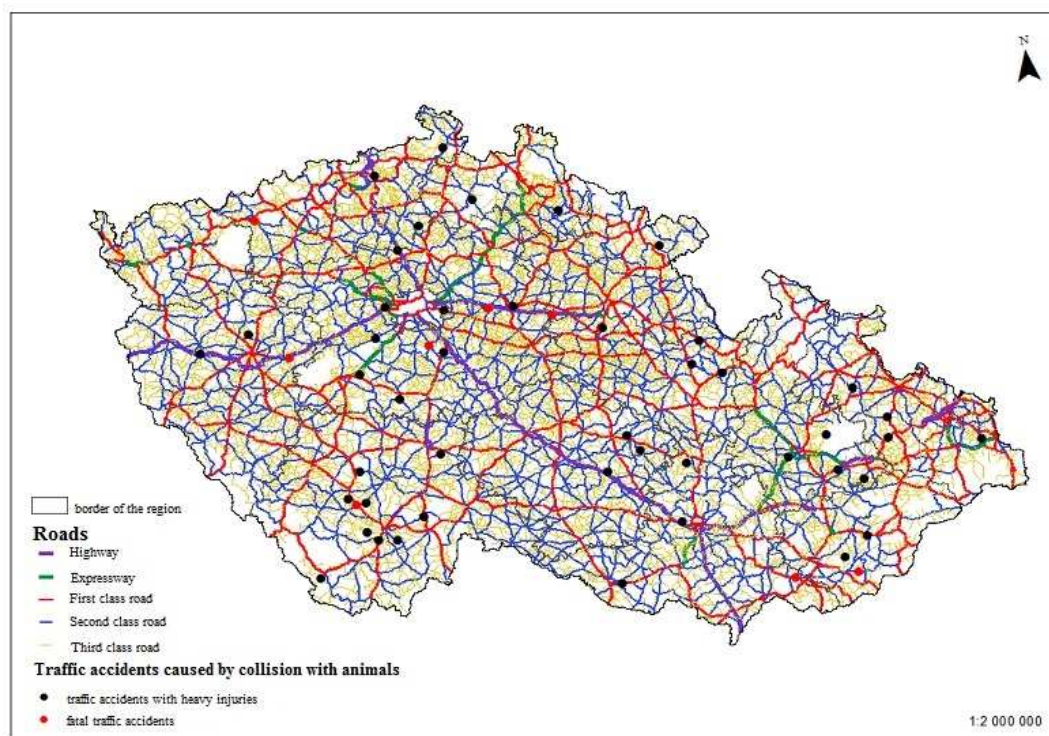 N
border of the region
Roads
Highway
Expressway
First class road
Second class road
Third class road
Traffic accidents caused by collision with animals
traffic accidents with heavy injuries
fatal traffic accidents
1:2 000 000